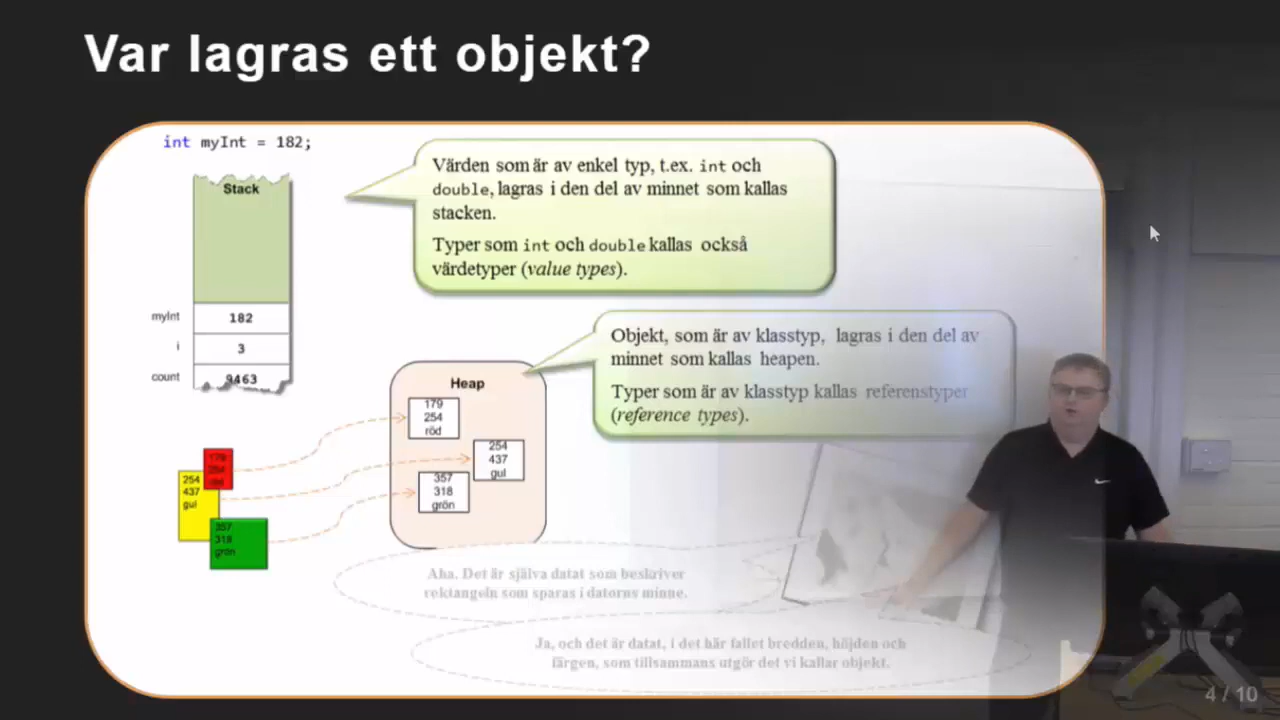 Var lagras ett objekt?
int myInt = 182;
Stack
myInt 182
i 3
count 9463
Värden som är av enkel typ, t.ex. int och
double, lagras i den del av minnet som kallas
stacken.
Typer som int och double kallas också
värdetyper (value types).
Objekt, som är av klasstyp, lagras i den del av
minnet som kallas heapen.
Typer som är av klasstyp kallas referenstyper
(reference types).
Heap
179
254
röd
254
437
gul
357
318
grön
179
254
röd
254
437
gul
357
318
grön
Aha. Det är själva datat som beskriver
rektangeln som sparas i datorns minne.
Ja, och det är datat, i det här fallet bredden, höjden och
färgen, som tillsammans utgör det vi kallar objekt.
4 / 10